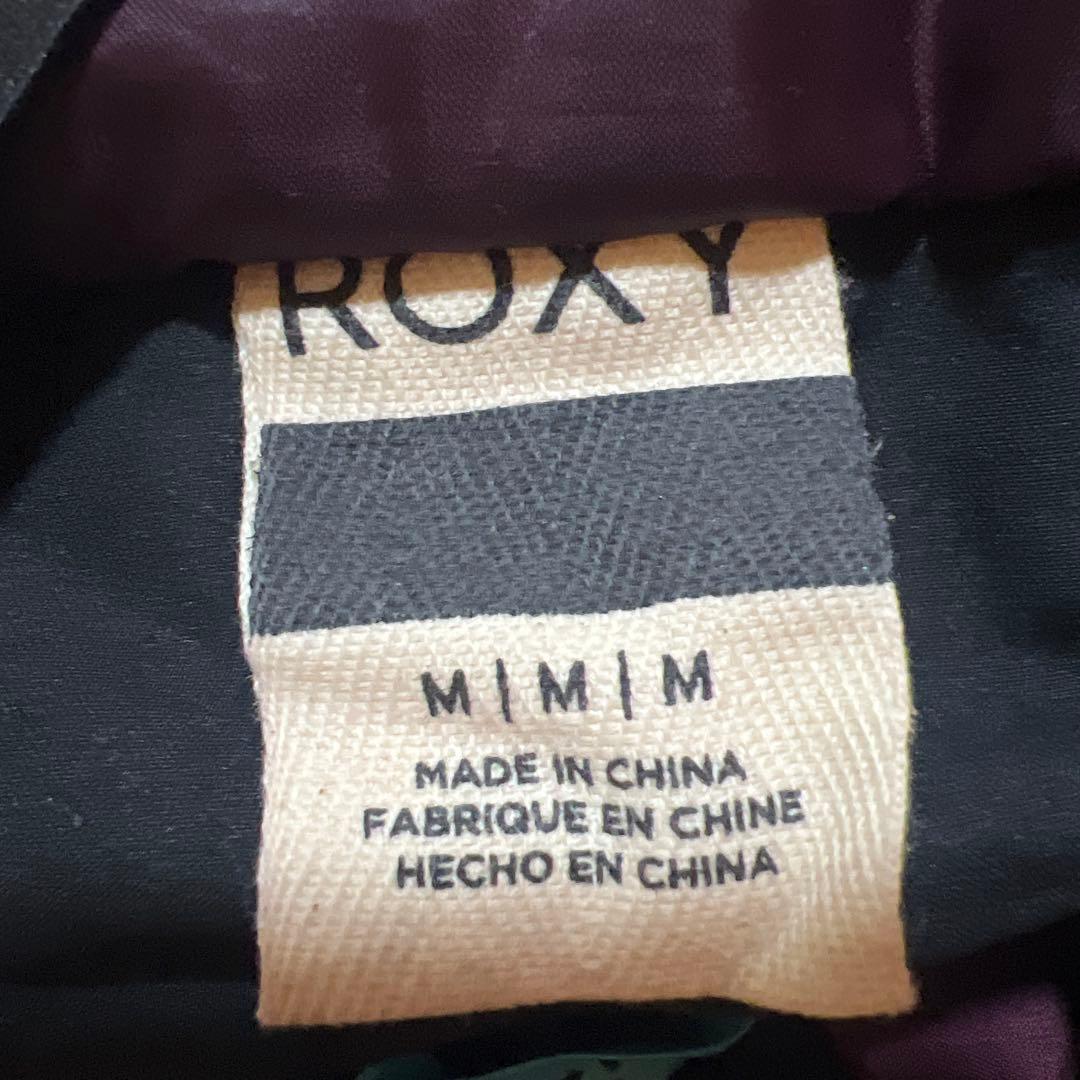 ROXY
M | M | M
MADE IN CHINA
FABRIQUE EN CHINE
HECHO EN CHINA